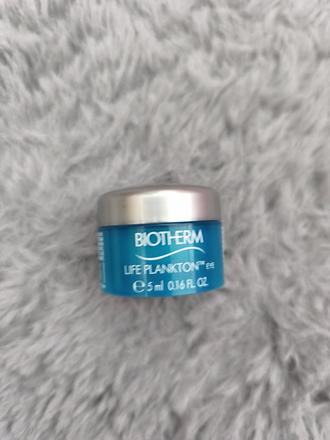 BIOTHERM
LIFE PLANKTON™ EYE
℮ 5 ml 0.16 FL. OZ.